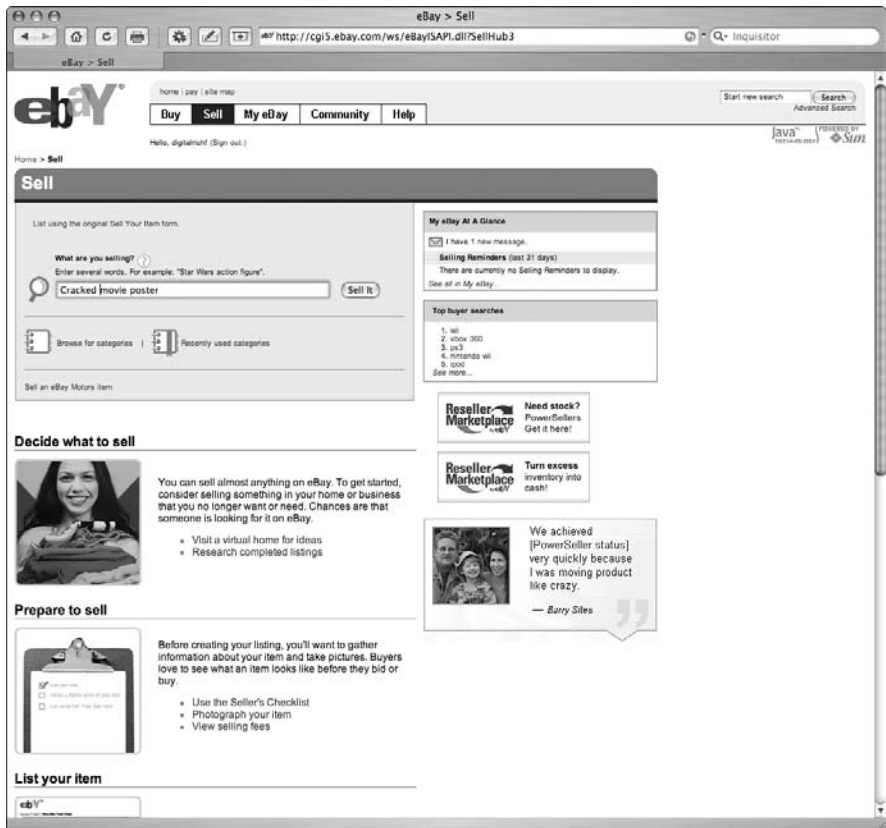 eBay > Sell
http://cgi5.ebay.com/ws/eBayISAPI.dll?SellHub3
Inquisitor
eBay > Sell
ebaY
home | pay | site map
Buy Sell My eBay Community Help
Start new search Search
Advanced Search
Hello, digitalrich! (Sign out.)
Java
POWERED BY
Sun
Home > Sell
Sell
List using the original Sell Your Item form.
What are you selling? ?
Enter several words. For example: "Star Wars action figure".
Cracked movie poster
Sell It
Browse for categories | Recently used categories
Sell an eBay Motors item
My eBay At A Glance
I have 1 new message.
Selling Reminders (last 31 days)
There are currently no Selling Reminders to display.
See all in My eBay...
Top buyer searches
1. wii
2. xbox 360
3. ps3
4. nintendo wii
5. ipod
See more...
Reseller Need stock?
Marketplace PowerSellers
by ebaY Get it here!
Reseller Turn excess
Marketplace inventory into
by ebaY cash!
We achieved
[PowerSeller status]
very quickly because
I was moving product
like crazy.
— Barry Sites
Decide what to sell
You can sell almost anything on eBay. To get started,
consider selling something in your home or business
that you no longer want or need. Chances are that
someone is looking for it on eBay.
Visit a virtual home for ideas
Research completed listings
Prepare to sell
Before creating your listing, you'll want to gather
information about your item and take pictures. Buyers
love to see what an item looks like before they bid or
buy.
Use the Seller's Checklist
Photograph your item
View selling fees
List your item
ebY